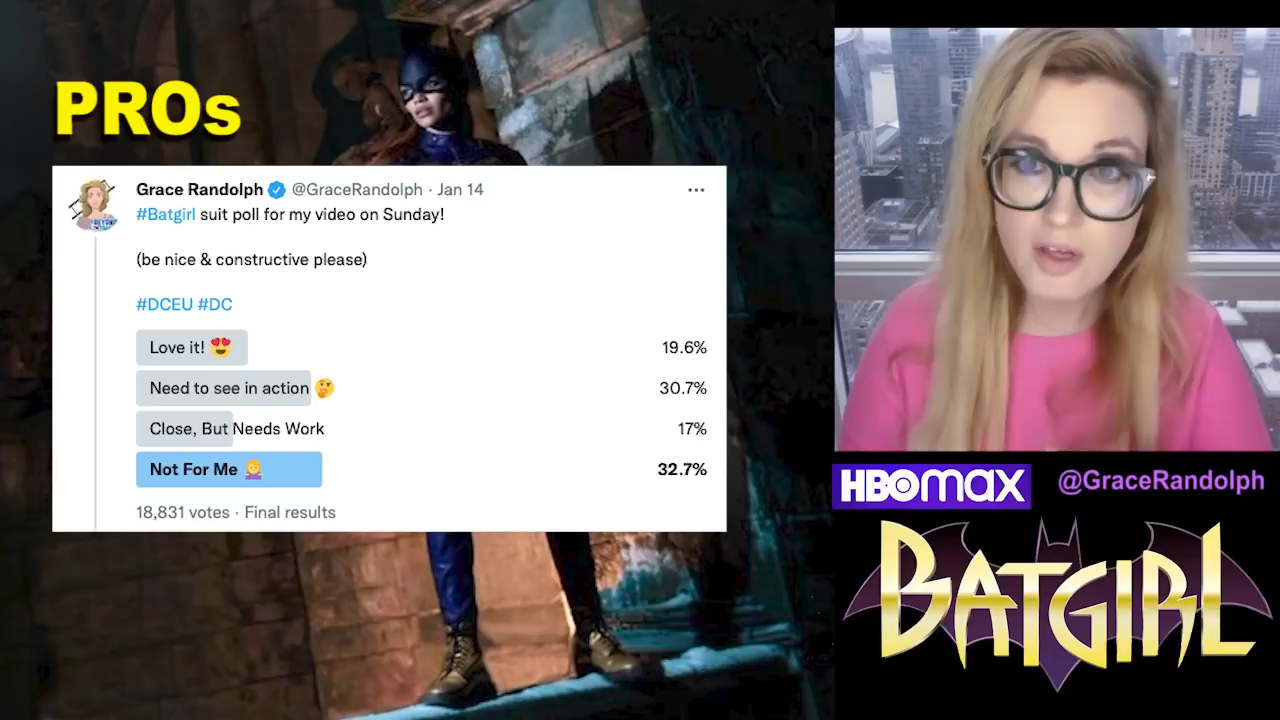 PROs
Grace Randolph @GraceRandolph · Jan 14
#Batgirl suit poll for my video on Sunday!
(be nice & constructive please)
#DCEU #DC
Love it! 😍 19.6%
Need to see in action 🤔 30.7%
Close, But Needs Work 17%
Not For Me 🙍‍♀️ 32.7%
18,831 votes · Final results
HBOMAX @GraceRandolph
BATGIRL